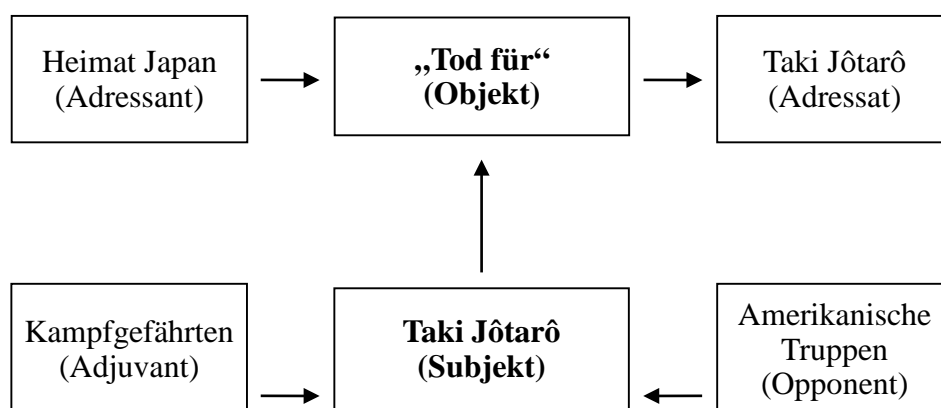 Heimat Japan
(Adressant)
„Tod für“
(Objekt)
Taki Jôtarô
(Adressat)
Kampfgefährten
(Adjuvant)
Taki Jôtarô
(Subjekt)
Amerikanische
Truppen
(Opponent)